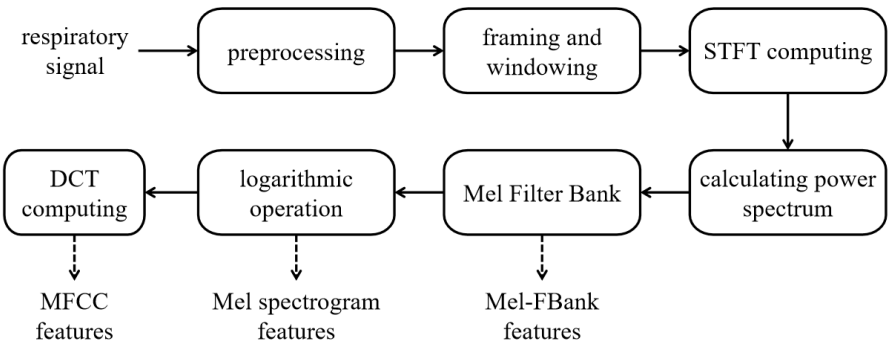 respiratory
signal
preprocessing
framing and
windowing
STFT computing
DCT
computing
logarithmic
operation
Mel Filter Bank
calculating power
spectrum
MFCC
features
Mel spectrogram
features
Mel-FBank
features